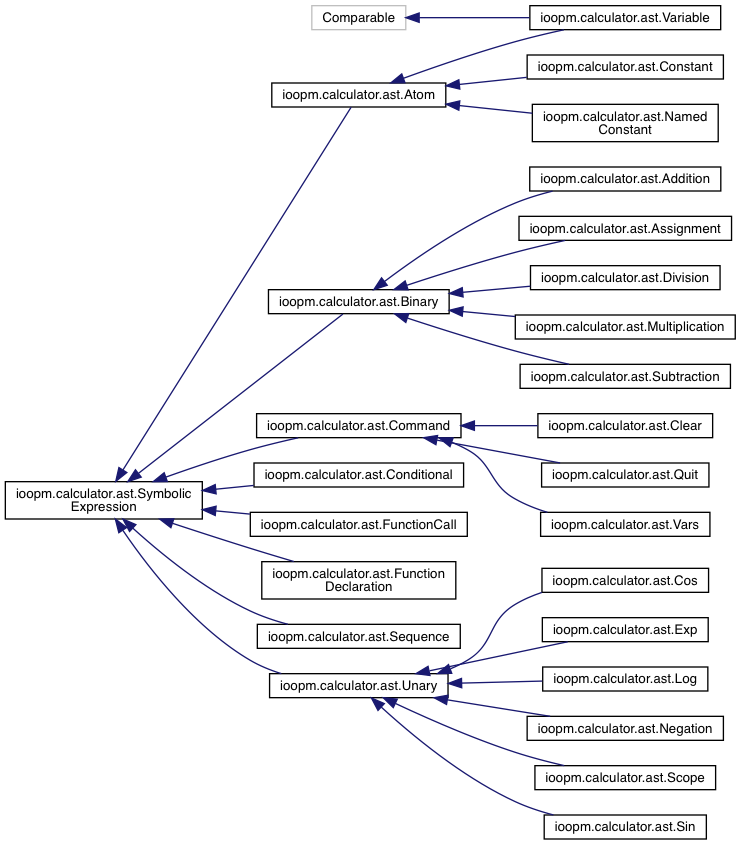 Comparable
ioopm.calculator.ast.Variable
ioopm.calculator.ast.Constant
ioopm.calculator.ast.Atom
ioopm.calculator.ast.Named
Constant
ioopm.calculator.ast.Addition
ioopm.calculator.ast.Assignment
ioopm.calculator.ast.Division
ioopm.calculator.ast.Binary
ioopm.calculator.ast.Multiplication
ioopm.calculator.ast.Subtraction
ioopm.calculator.ast.Command
ioopm.calculator.ast.Clear
ioopm.calculator.ast.Conditional
ioopm.calculator.ast.Quit
ioopm.calculator.ast.Symbolic
Expression
ioopm.calculator.ast.FunctionCall
ioopm.calculator.ast.Vars
ioopm.calculator.ast.Function
Declaration
ioopm.calculator.ast.Cos
ioopm.calculator.ast.Sequence
ioopm.calculator.ast.Exp
ioopm.calculator.ast.Unary
ioopm.calculator.ast.Log
ioopm.calculator.ast.Negation
ioopm.calculator.ast.Scope
ioopm.calculator.ast.Sin